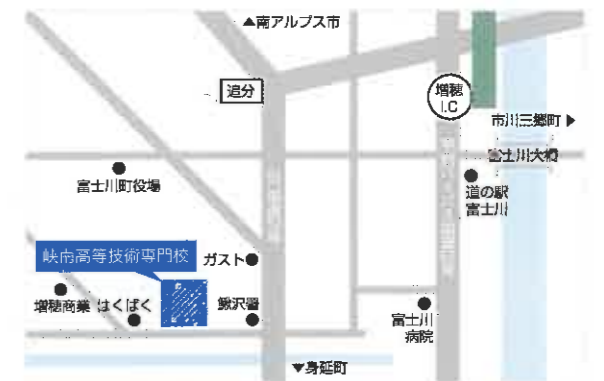 ▲南アルプス市
追分
増穂
I.C
市川三郷町▶
富士川大橋
富士川町役場
道の駅
富士川
峡南高等技術専門校
ガスト
増穂商業
はくばく
鰍沢署
富士川
病院
▼身延町